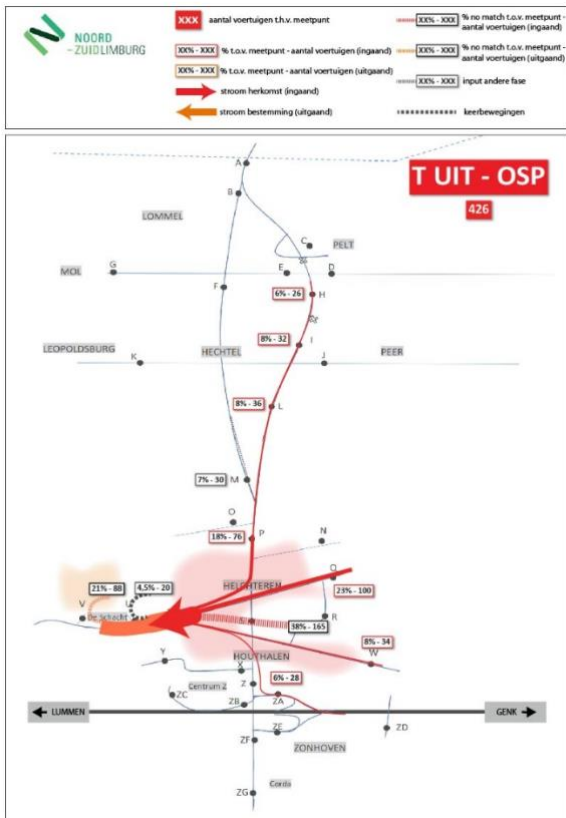 NOORD
-ZUIDLIMBURG
XXX aantal voertuigen t.h.v. meetpunt
XX% - XXX % t.o.v. meetpunt - aantal voertuigen (ingaand)
XX% - XXX % t.o.v. meetpunt - aantal voertuigen (uitgaand)
stroom herkomst (ingaand)
stroom bestemming (uitgaand)
XX% - XXX % no match t.o.v. meetpunt -
aantal voertuigen (ingaand)
XX% - XXX % no match t.o.v. meetpunt -
aantal voertuigen (uitgaand)
XX% - XXX input andere fase
keerbewegingen
T UIT - OSP
426
A
B
LOMMEL
C
PELT
MOL
G
E
D
F
6% - 26
H
8% - 32
I
LEOPOLDSBURG
HECHTEL
PEER
K
J
8% - 36
L
7% - 30
M
O
N
P
18% - 76
Q
HELCHTEREN
23% - 100
21% - 88
4,5% - 20
V
U
De Schacht
S
38% - 165
R
8% - 34
HOUTHALEN
W
Y
X
6% - 28
Z
Centrum Z
ZC
ZB
ZA
LUMMEN
GENK
ZE
ZD
ZF
ZONHOVEN
Cordo
ZG